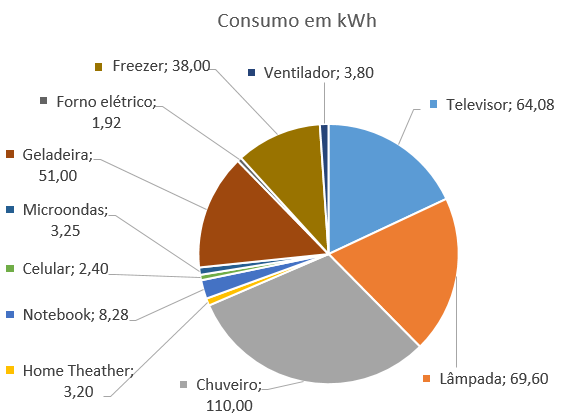 Consumo em kWh
Freezer; 38,00
Ventilador; 3,80
Forno elétrico;
1,92
Televisor; 64,08
Geladeira;
51,00
Microondas;
3,25
Celular; 2,40
Notebook; 8,28
Home Theather;
3,20
Chuveiro;
110,00
Lâmpada; 69,60